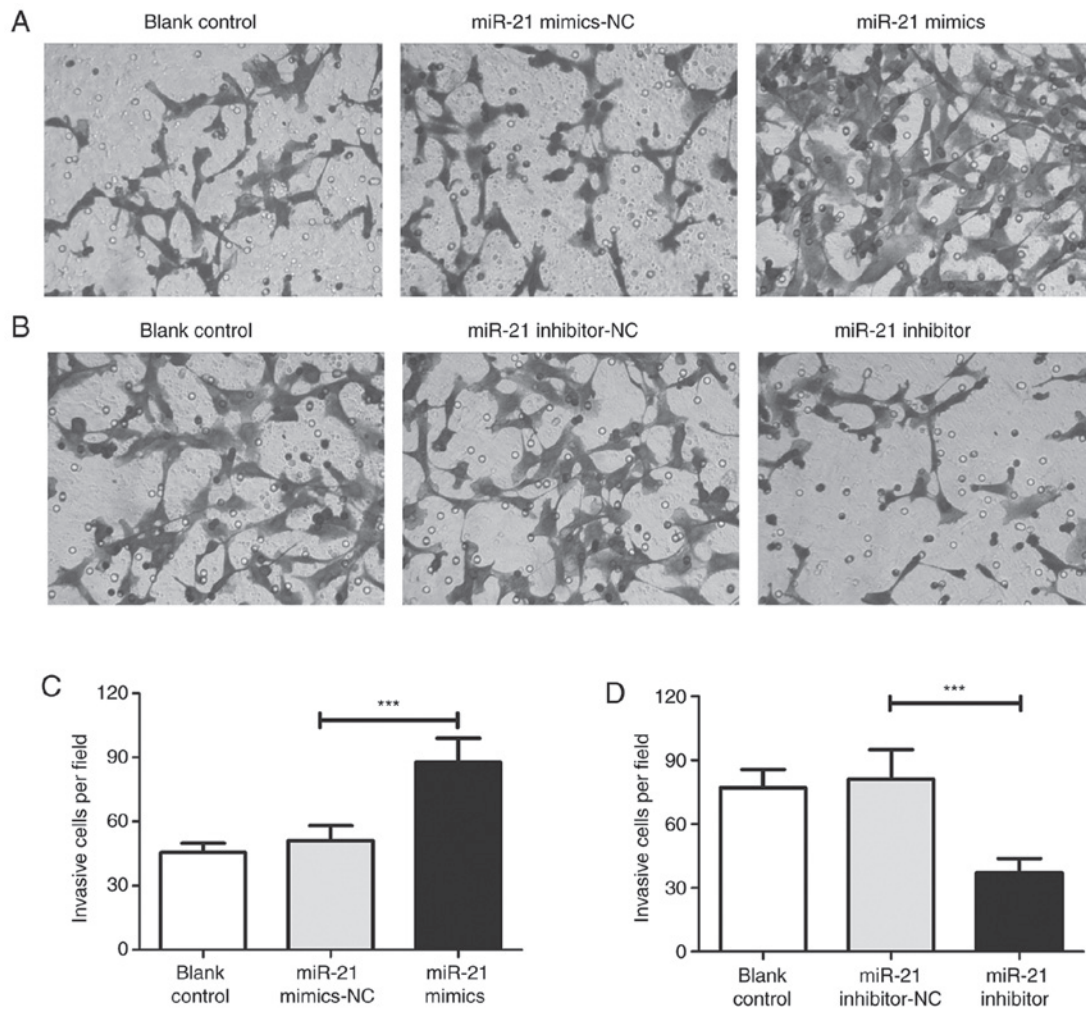 A
Blank control
miR-21 mimics-NC
miR-21 mimics
B
Blank control
miR-21 inhibitor-NC
miR-21 inhibitor
C
Invasive cells per field
120
90
60
30
0
***
Blank
control
miR-21
mimics-NC
miR-21
mimics
D
Invasive cells per field
120
90
60
30
0
***
Blank
control
miR-21
inhibitor-NC
miR-21
inhibitor